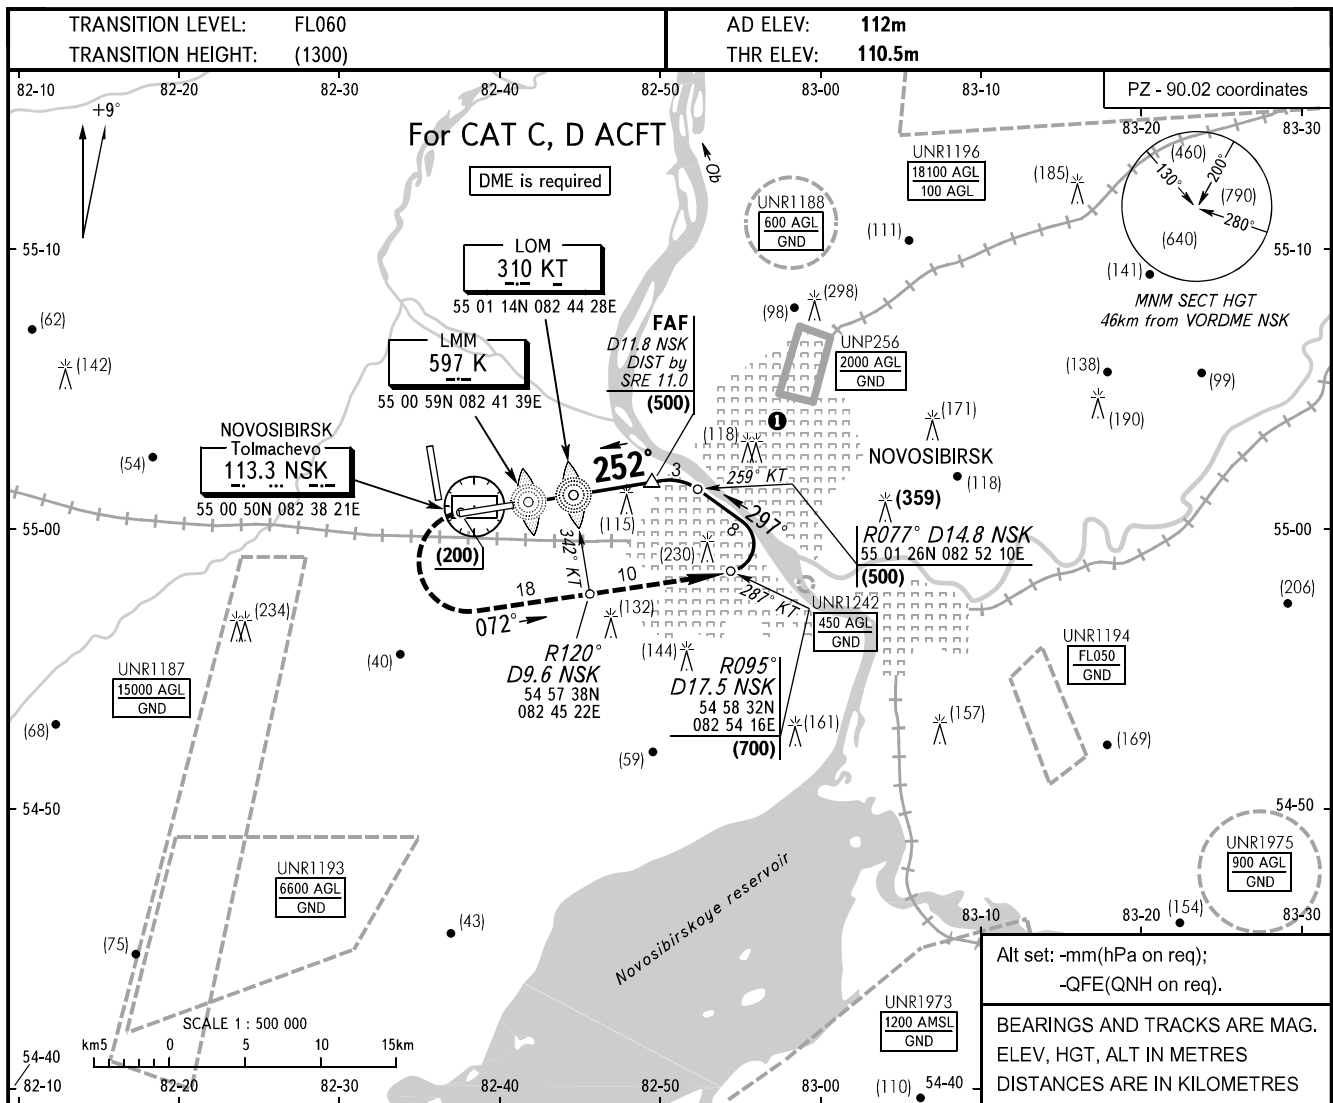 TRANSITION LEVEL: FL060
TRANSITION HEIGHT: (1300)
AD ELEV: 112m
THR ELEV: 110.5m
82-10
82-20
82-30
82-40
82-50
83-00
83-10
PZ - 90.02 coordinates
83-20
83-30
+9°
For CAT C, D ACFT
DME is required
Ob
UNR1196
18100 AGL
100 AGL
(185)
(460)
130°
200°
(790)
280°
(640)
UNR1188
600 AGL
GND
(111)
55-10
55-10
(141)
MNM SECT HGT
46km from VORDME NSK
LOM
310 KT
55 01 14N 082 44 28E
(62)
(142)
LMM
597 K
55 00 59N 082 41 39E
FAF
D11.8 NSK
DIST by
SRE 11.0
(500)
(98)
(298)
UNP256
2000 AGL
GND
(138)
(99)
(190)
1
(171)
(118)
NOVOSIBIRSK
Tolmachevo
113.3 NSK
55 00 50N 082 38 21E
(54)
252°
3
259° KT
NOVOSIBIRSK
(118)
(359)
(115)
297°
8
R077° D14.8 NSK
55 01 26N 082 52 10E
(500)
55-00
55-00
(200)
342° KT
(230)
287° KT
18
10
072°
(132)
UNR1242
450 AGL
GND
(206)
(234)
(40)
R120°
D9.6 NSK
54 57 38N
082 45 22E
(144)
R095°
D17.5 NSK
54 58 32N
082 54 16E
(700)
UNR1194
FL050
GND
UNR1187
15000 AGL
GND
(68)
(161)
(157)
(169)
(59)
54-50
54-50
UNR1193
6600 AGL
GND
Novosibirskoye reservoir
UNR1975
900 AGL
GND
(43)
(75)
83-10
83-20
(154)
83-30
Alt set: -mm(hPa on req);
-QFE(QNH on req).
UNR1973
1200 AMSL
GND
SCALE 1 : 500 000
km5 0 5 10 15km
BEARINGS AND TRACKS ARE MAG.
ELEV, HGT, ALT IN METRES
DISTANCES ARE IN KILOMETRES
54-40
82-10
82-20
82-30
82-40
82-50
83-00
(110)
54-40